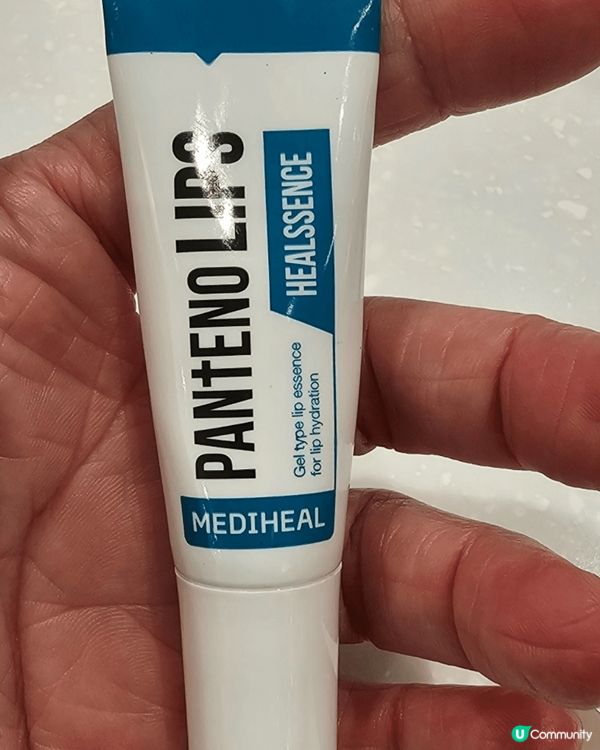 PANTENO LIPS
HEALSSENCE
Gel type lip essence
for lip hydration
MEDIHEAL
U Community